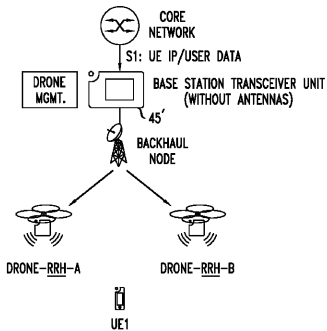 CORE
NETWORK
S1: UE IP/USER DATA
DRONE
MGMT.
BASE STATION TRANSCEIVER UNIT
(WITHOUT ANTENNAS)
45'
BACKHAUL
NODE
DRONE-RRH-A
DRONE-RRH-B
UE1